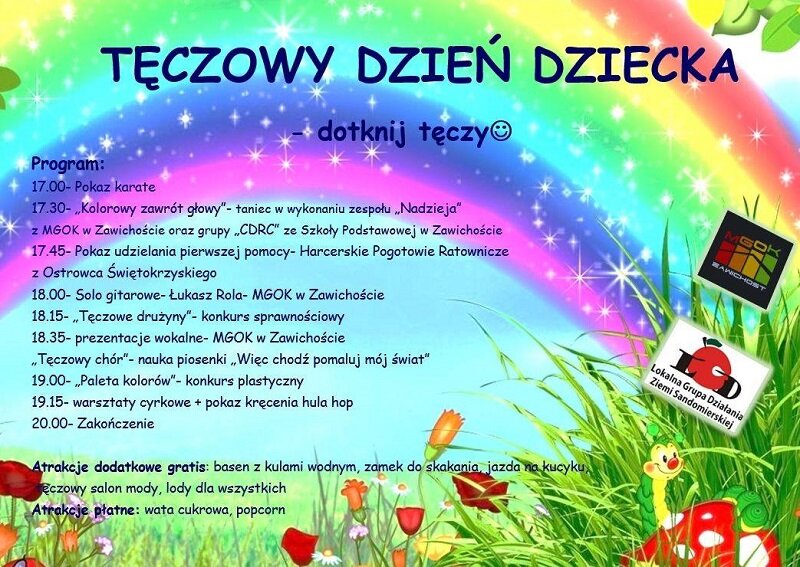 TĘCZOWY DZIEŃ DZIECKA
- dotknij tęczy☺
Program:
17.00- Pokaz karate
17.30- „Kolorowy zawrót głowy”- taniec w wykonaniu zespołu „Nadzieja”
z MGOK w Zawichoście oraz grupy „CDRC” ze Szkoły Podstawowej w Zawichoście
17.45- Pokaz udzielania pierwszej pomocy- Harcerskie Pogotowie Ratownicze
z Ostrowca Świętokrzyskiego
18.00- Solo gitarowe- Łukasz Rola- MGOK w Zawichoście
18.15- „Tęczowe drużyny”- konkurs sprawnościowy
18.35- prezentacje wokalne- MGOK w Zawichoście
„Tęczowy chór”- nauka piosenki „Więc chodź pomaluj mój świat”
19.00- „Paleta kolorów”- konkurs plastyczny
19.15- warsztaty cyrkowe + pokaz kręcenia hula hop
20.00- Zakończenie
Atrakcje dodatkowe gratis: basen z kulami wodnym, zamek do skakania, jazda na kucyku,
tęczowy salon mody, lody dla wszystkich
Atrakcje płatne: wata cukrowa, popcorn
MGOK
ZAWICHOST
LGD
Lokalna Grupa Działania
Ziemi Sandomierskiej